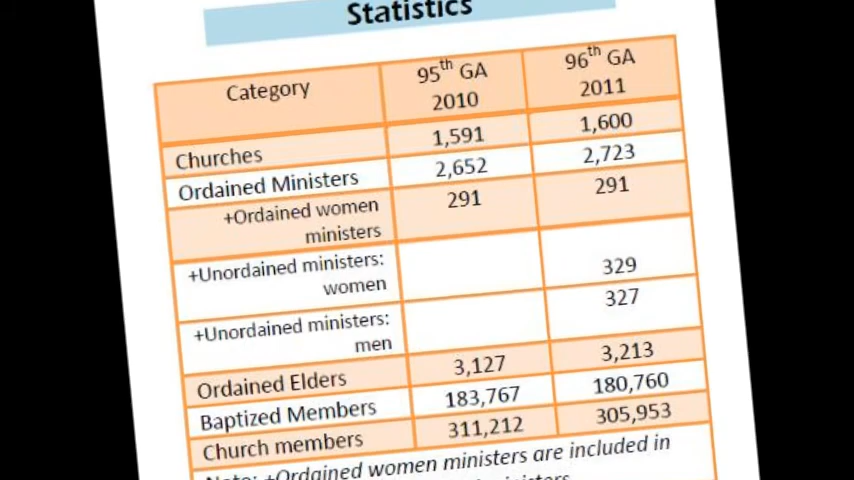 Statistics
Category 95th GA 2010 96th GA 2011
Churches 1,591 1,600
Ordained Ministers 2,652 2,723
+Ordained women ministers 291 291
+Unordained ministers: women 329
+Unordained ministers: men 327
Ordained Elders 3,127 3,213
Baptized Members 183,767 180,760
Church members 311,212 305,953
Note: +Ordained women ministers are included in